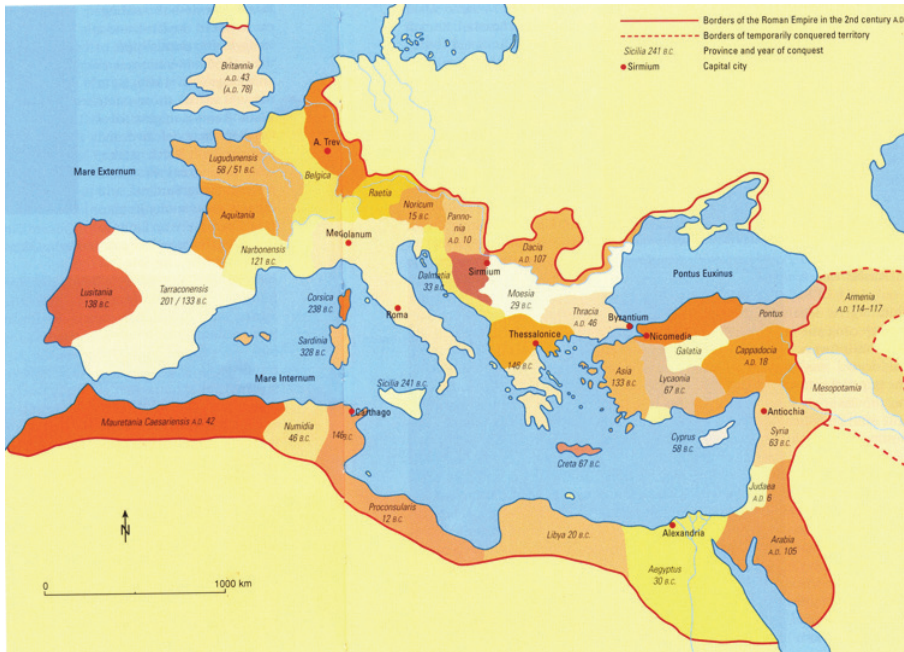 Borders of the Roman Empire in the 2nd century A.D
Borders of temporarily conquered territory
Sicilia 241 B.C.
Province and year of conquest
Sirmium
Capital city
Britannia
A.D. 43
(A.D. 78)
Mare Externum
A. Trev
Lugudunensis
58 / 51 B.C.
Belgica
Aquitania
Raetia
Noricum
15 B.C.
Panno-
nia
A.D. 10
Narbonensis
121 B.C.
Mediolanum
Dacia
A.D. 107
Sirmium
Dalmatia
33 B.C.
Moesia
29 B.C.
Pontus Euxinus
Armenia
A.D. 114–117
Lusitania
138 B.C.
Tarraconensis
201 / 133 B.C.
Corsica
238 B.C.
Roma
Thracia
A.D. 46
Byzantium
Pontus
Nicomedia
Thessalonice
148 B.C.
Galatia
Cappadocia
A.D. 18
Sardinia
328 B.C.
Asia
133 B.C.
Lycaonia
67 B.C.
Mesopotamia
Mare Internum
Sicilia 241 B.C.
Carthago
Antiochia
Mauretania Caesariensis A.D. 42
Numidia
46 B.C.
146 B.C.
Creta 67 B.C.
Cyprus
58 B.C.
Syria
63 B.C.
Judaea
A.D. 6
Proconsularis
12 B.C.
Libya 20 B.C.
Alexandria
Arabia
A.D. 105
Aegyptus
30 B.C.
N
0
1000 km